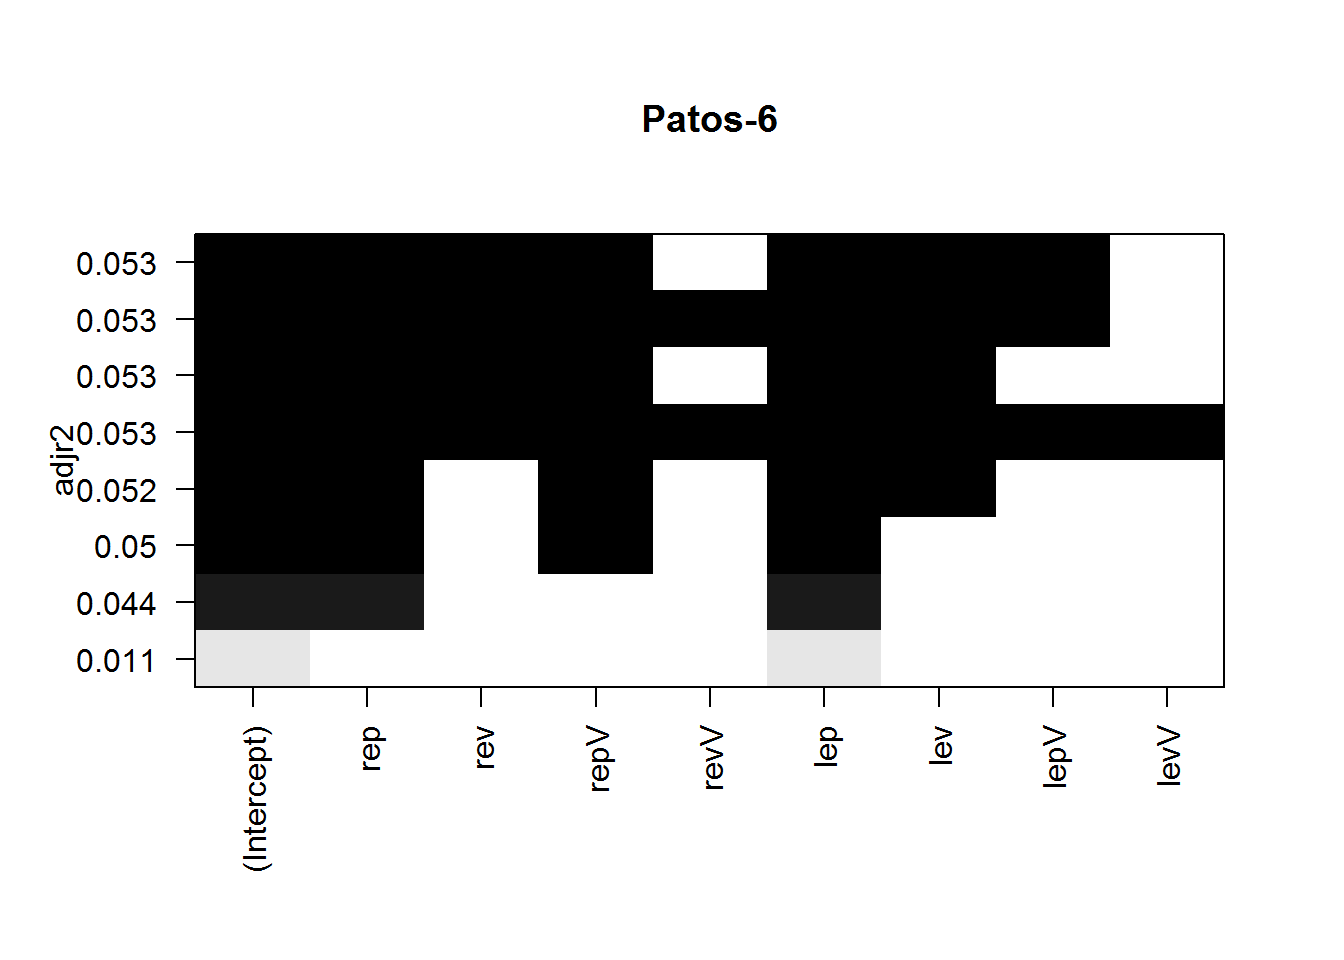 Patos-6
0.053
0.053
0.053
0.053
0.052
0.05
0.044
0.011
adjr2
(Intercept)
rep
rev
repV
revV
lep
lev
lepV
levV